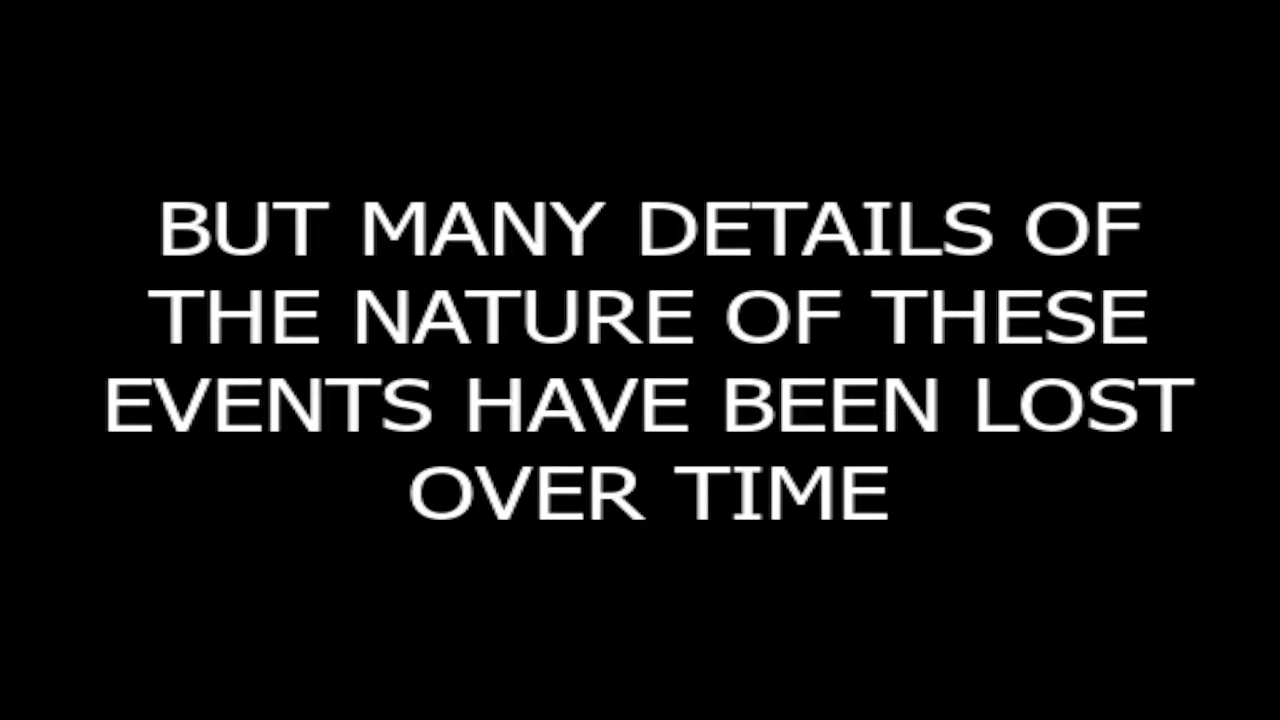 BUT MANY DETAILS OF
THE NATURE OF THESE
EVENTS HAVE BEEN LOST
OVER TIME